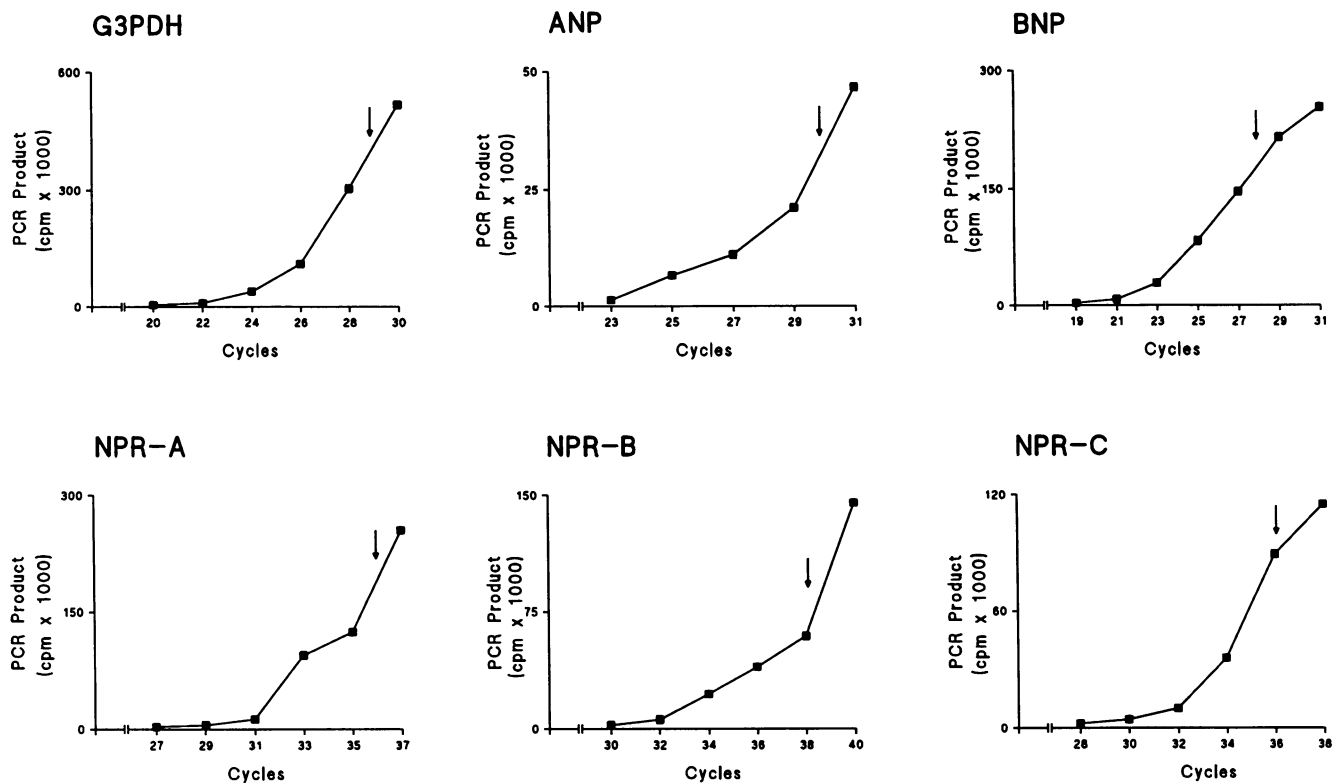 G3PDH
PCR Product
(cpm x 1000)
600
300
0
20 22 24 26 28 30
Cycles
ANP
PCR Product
(cpm x 1000)
50
25
0
23 25 27 29 31
Cycles
BNP
PCR Product
(cpm x 1000)
300
150
0
19 21 23 25 27 29 31
Cycles
NPR-A
PCR Product
(cpm x 1000)
300
150
0
27 29 31 33 35 37
Cycles
NPR-B
PCR Product
(cpm x 1000)
150
75
0
30 32 34 36 38 40
Cycles
NPR-C
PCR Product
(cpm x 1000)
120
60
0
28 30 32 34 36 38
Cycles